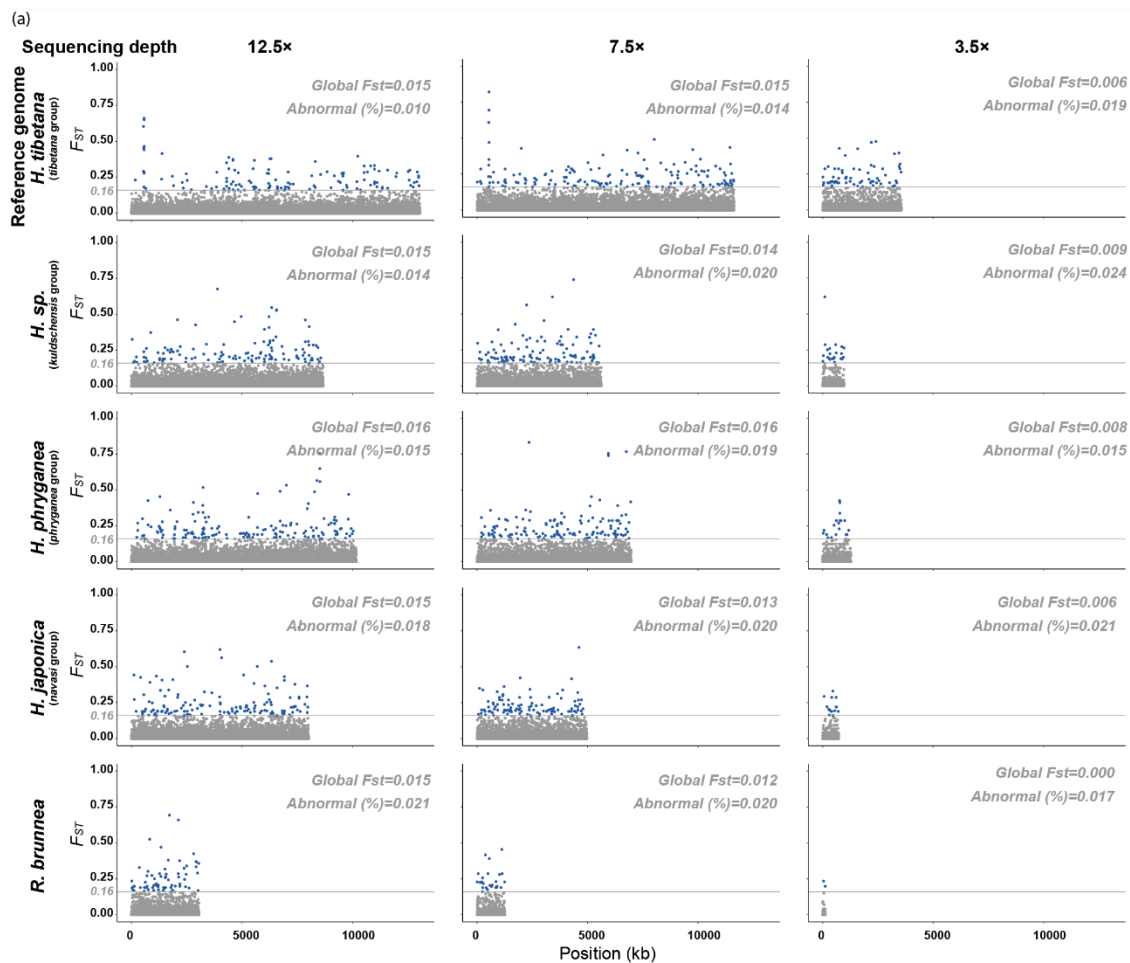 (a)
Sequencing depth 12.5× 7.5× 3.5×
Reference genome
H. tibetana
(tibetana group)
FST
1.00
0.75
0.50
0.25
0.16
0.00
Global Fst=0.015
Abnormal (%)=0.010
Global Fst=0.015
Abnormal (%)=0.014
Global Fst=0.006
Abnormal (%)=0.019
H. sp.
(kuldschensis group)
FST
1.00
0.75
0.50
0.25
0.16
0.00
Global Fst=0.015
Abnormal (%)=0.014
Global Fst=0.014
Abnormal (%)=0.020
Global Fst=0.009
Abnormal (%)=0.024
H. phryganea
(phryganea group)
FST
1.00
0.75
0.50
0.25
0.16
0.00
Global Fst=0.016
Abnormal (%)=0.015
Global Fst=0.016
Abnormal (%)=0.019
Global Fst=0.008
Abnormal (%)=0.015
H. japonica
(navasi group)
FST
1.00
0.75
0.50
0.25
0.16
0.00
Global Fst=0.015
Abnormal (%)=0.018
Global Fst=0.013
Abnormal (%)=0.020
Global Fst=0.006
Abnormal (%)=0.021
R. brunnea
FST
1.00
0.75
0.50
0.25
0.16
0.00
Global Fst=0.015
Abnormal (%)=0.021
Global Fst=0.012
Abnormal (%)=0.020
Global Fst=0.000
Abnormal (%)=0.017
0 5000 10000 0 5000 10000 0 5000 10000
Position (kb)